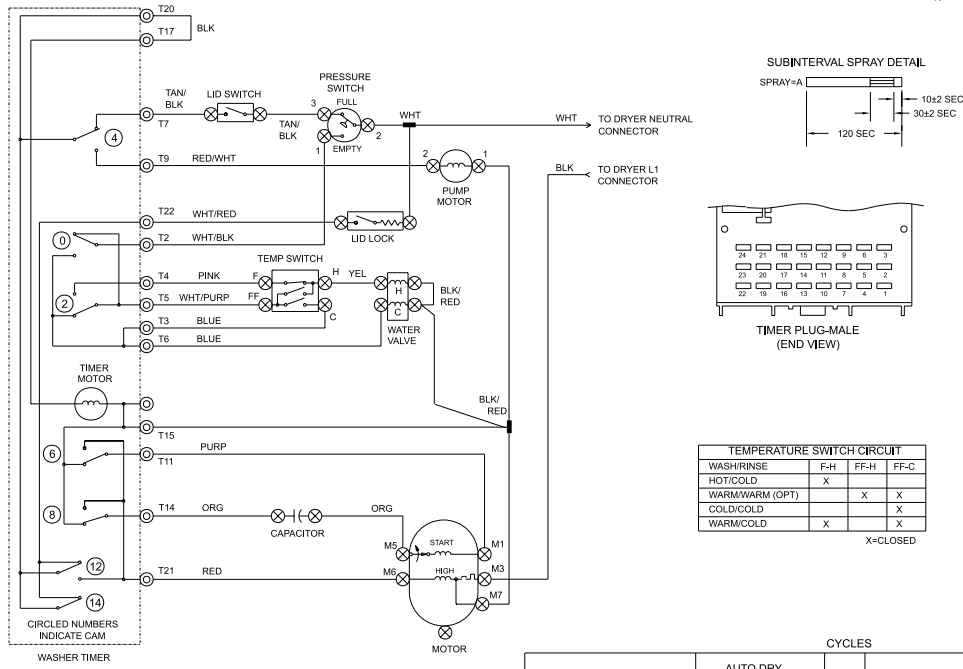 T20
T17
BLK
SUBINTERVAL SPRAY DETAIL
SPRAY=A
10±2 SEC
30±2 SEC
120 SEC
TAN/
BLK
T7
LID SWITCH
TAN/
BLK
PRESSURE
SWITCH
3
FULL
2
EMPTY
1
WHT
WHT
TO DRYER NEUTRAL
CONNECTOR
4
T9
RED/WHT
2
1
PUMP
MOTOR
BLK
TO DRYER L1
CONNECTOR
T22
WHT/RED
LID LOCK
0
T2
WHT/BLK
TEMP SWITCH
T4
PINK
F
H
YEL
H
BLK/
RED
2
T5
WHT/PURP
FF
C
C
T3
BLUE
T6
BLUE
WATER
VALVE
24 21 18 15 12 9 6 3
23 20 17 14 11 8 5 2
22 19 16 13 10 7 4 1
TIMER PLUG-MALE
(END VIEW)
TIMER
MOTOR
BLK/
RED
T15
6
PURP
T11
8
T14
ORG
ORG
CAPACITOR
TEMPERATURE SWITCH CIRCUIT
WASH/RINSE F-H FF-H FF-C
HOT/COLD X
WARM/WARM (OPT) X X
COLD/COLD X
WARM/COLD X X
X=CLOSED
M5
START
M1
12
T21
RED
M6
HIGH
M3
M7
14
CIRCLED NUMBERS
INDICATE CAM
WASHER TIMER
MOTOR
CYCLES
AUTO DRY